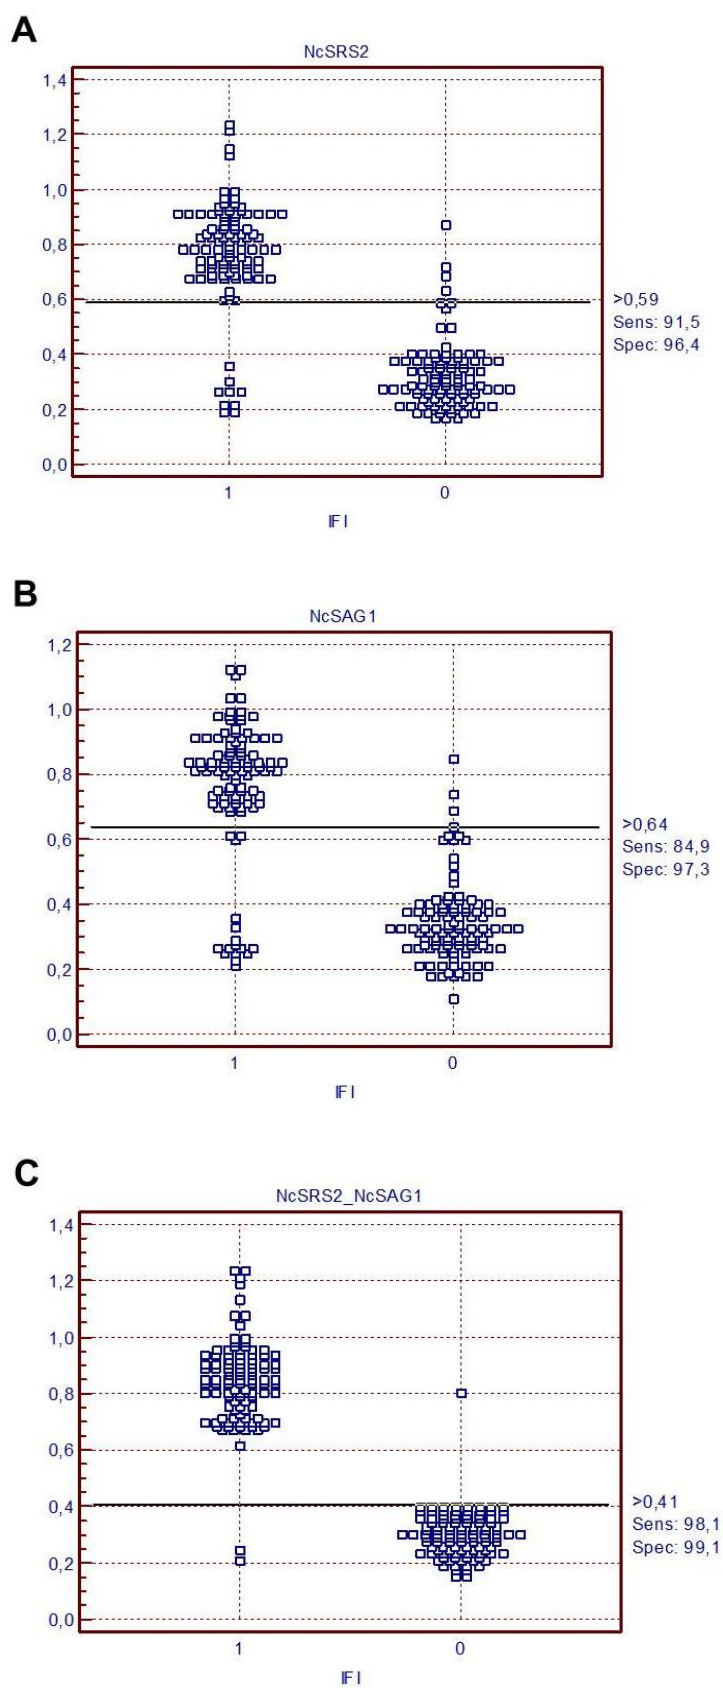 A
NcSRS2
1,4
1,2
1,0
0,8
0,6
0,4
0,2
0,0
>0,59
Sens: 91,5
Spec: 96,4
1 0
IFI
B
NcSAG1
1,2
1,0
0,8
0,6
0,4
0,2
0,0
>0,64
Sens: 84,9
Spec: 97,3
1 0
IFI
C
NcSRS2_NcSAG1
1,4
1,2
1,0
0,8
0,6
0,4
0,2
0,0
>0,41
Sens: 98,1
Spec: 99,1
1 0
IFI